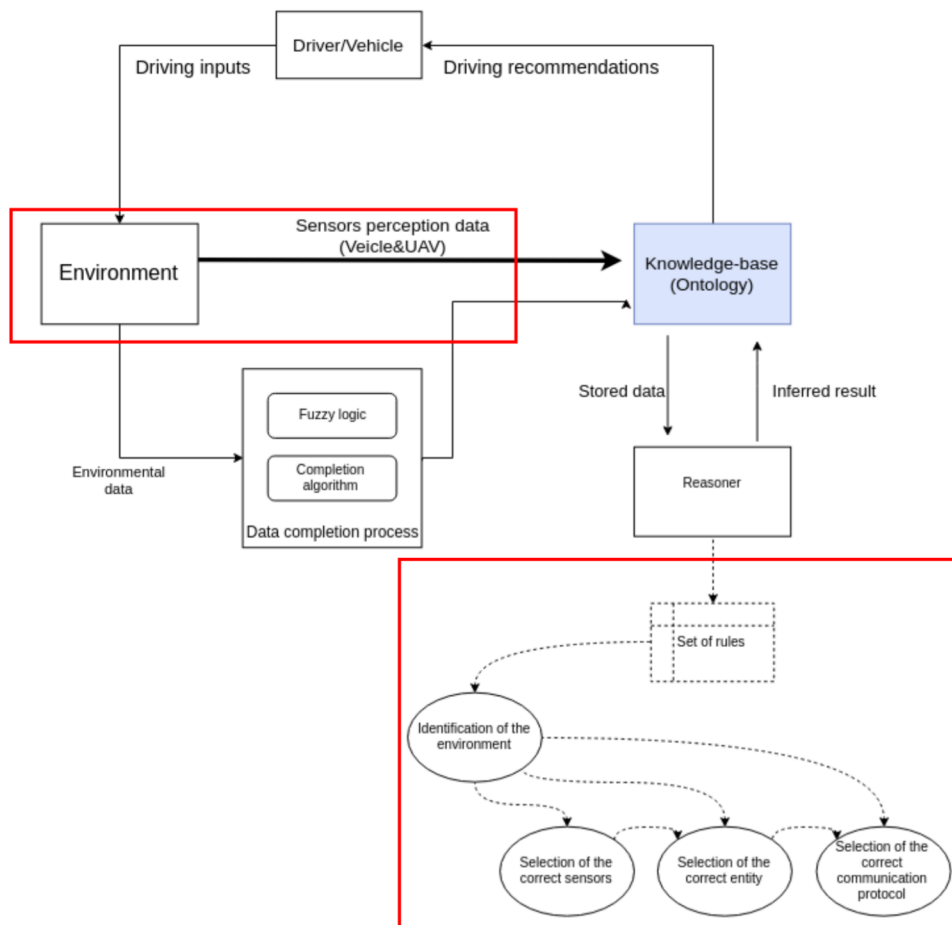 Driver/Vehicle
Driving inputs
Driving recommendations
Sensors perception data
(Veicle&UAV)
Environment
Knowledge-base
(Ontology)
Stored data
Inferred result
Fuzzy logic
Completion
algorithm
Data completion process
Environmental
data
Reasoner
Set of rules
Identification of the
environment
Selection of the
correct sensors
Selection of the
correct entity
Selection of the
correct
communication
protocol